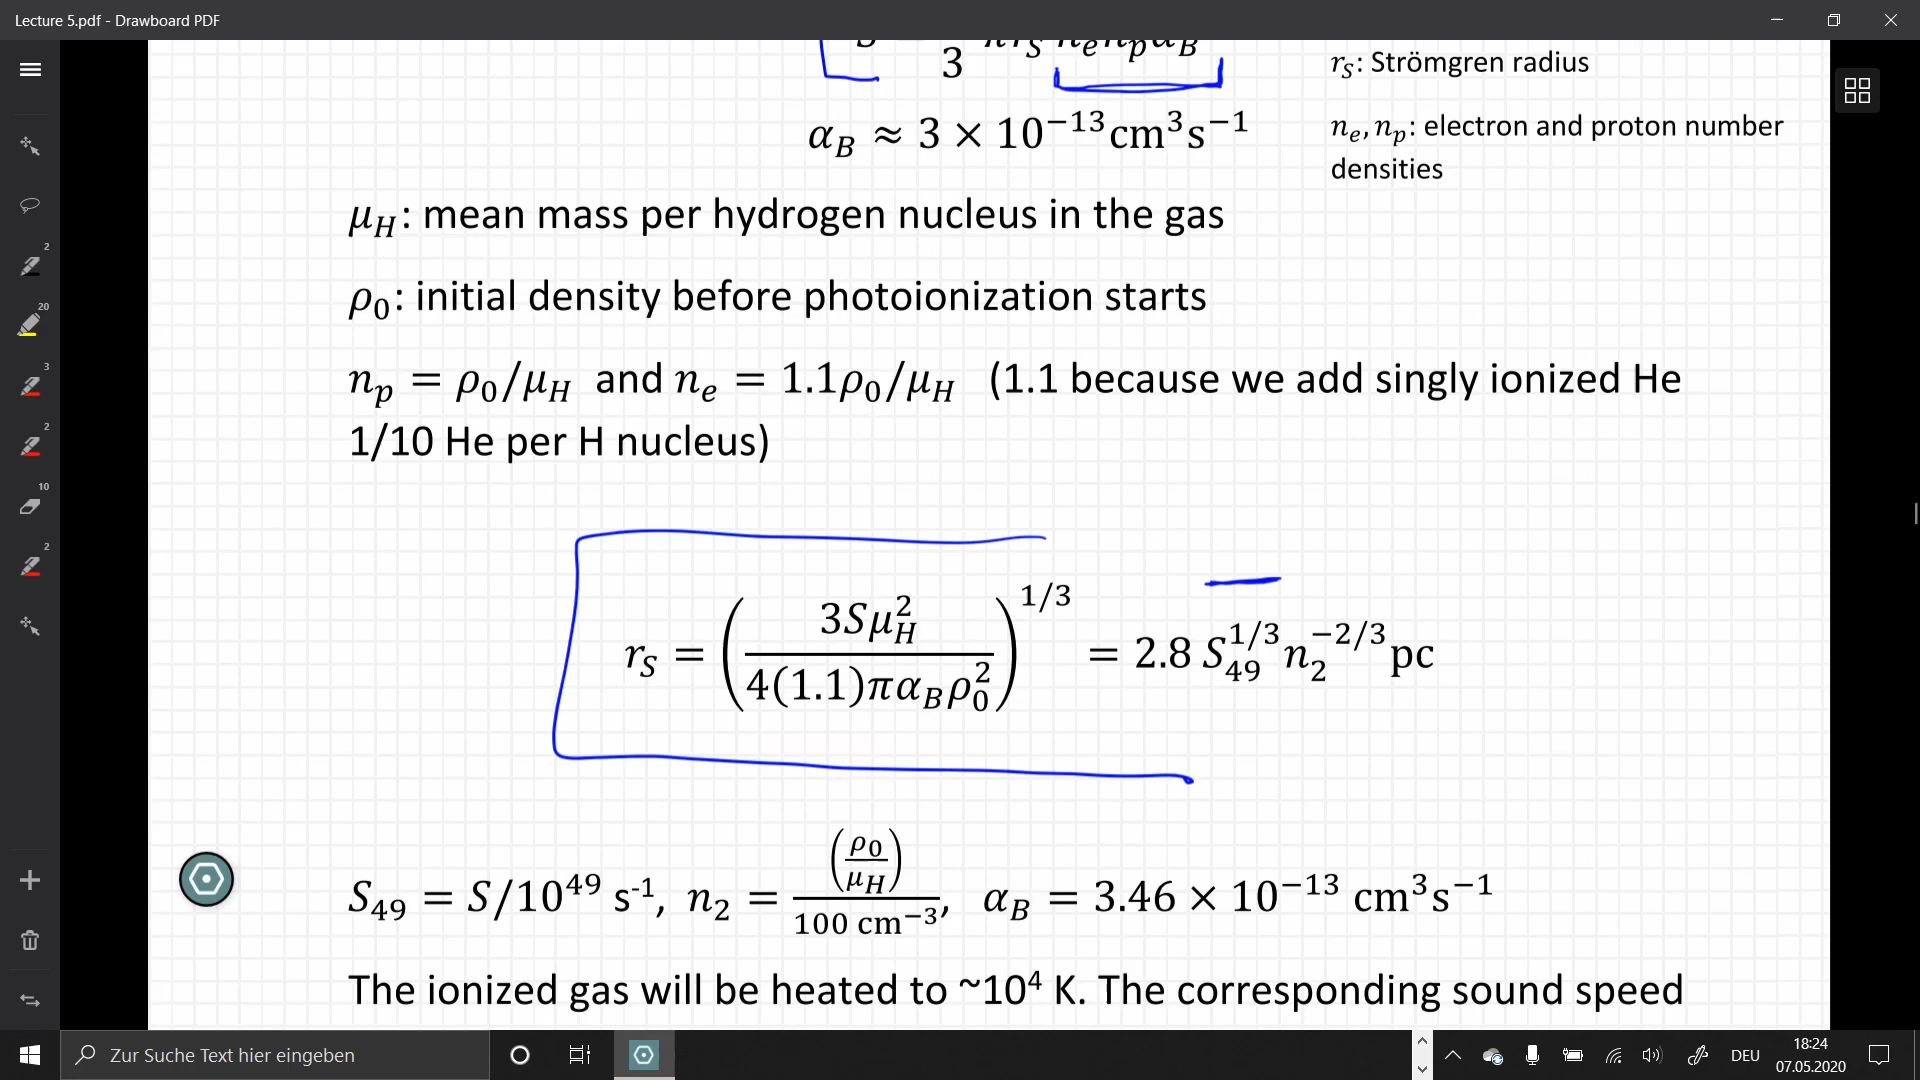 Lecture 5.pdf - Drawboard PDF
3
r_S: Strömgren radius
α_B ≈ 3 × 10^−13 cm^3 s^−1
n_e, n_p: electron and proton number
densities
μ_H: mean mass per hydrogen nucleus in the gas
ρ_0: initial density before photoionization starts
n_p = ρ_0/μ_H and n_e = 1.1ρ_0/μ_H (1.1 because we add singly ionized He
1/10 He per H nucleus)
r_S = (3Sμ_H^2 / 4(1.1)πα_Bρ_0^2)^1/3 = 2.8 S_49^1/3 n_2^−2/3 pc
S_49 = S/10^49 s^-1, n_2 = (ρ_0/μ_H) / 100 cm^−3, α_B = 3.46 × 10^−13 cm^3 s^−1
The ionized gas will be heated to ~10^4 K. The corresponding sound speed
2
20
3
2
10
2
Zur Suche Text hier eingeben
DEU
18:24
07.05.2020